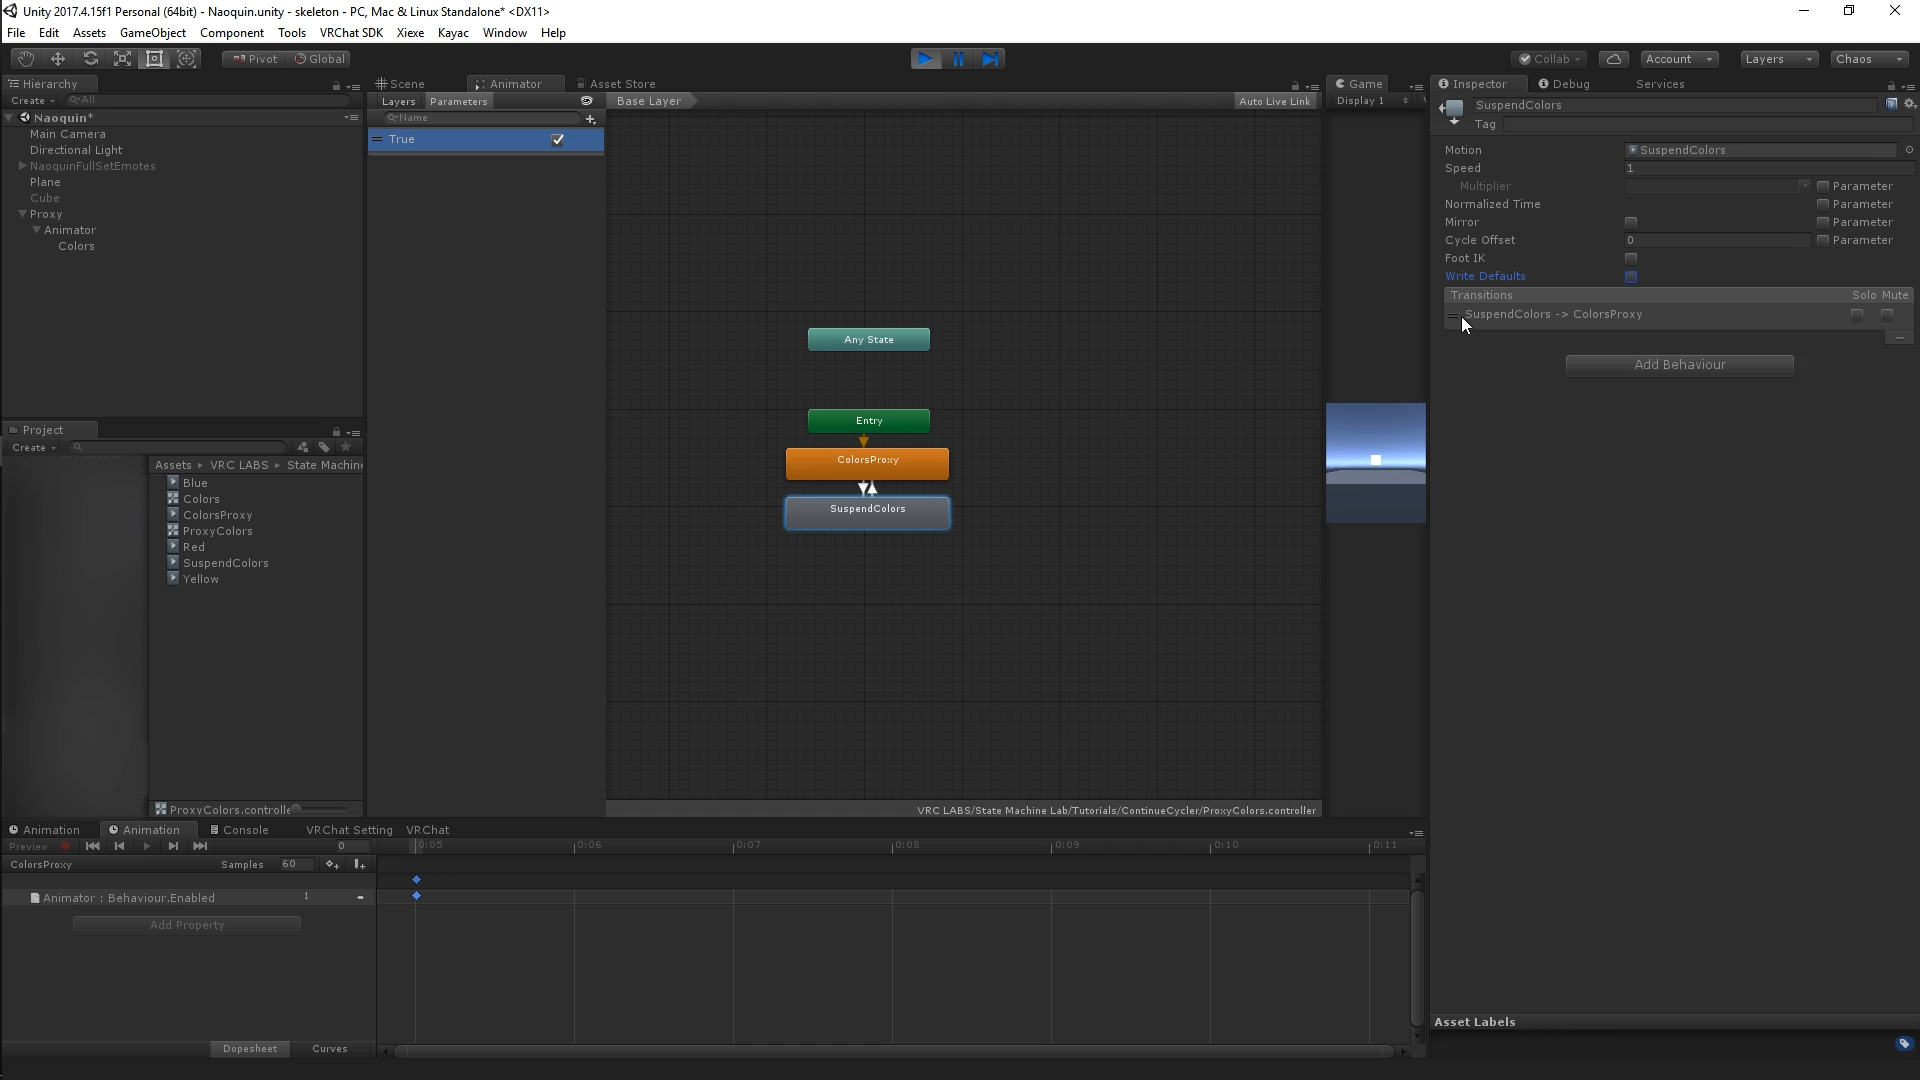 Unity 2017.4.15f1 Personal (64bit) - Naoquin.unity - skeleton - PC, Mac & Linux Standalone* <DX11>
File Edit Assets GameObject Component Tools VRChat SDK Xiexe Kayac Window Help
Pivot Global Collab Account Layers Chaos
Hierarchy
Create All
Naoquin*
Main Camera
Directional Light
NaoquinFullSetEmotes
Plane
Cube
Proxy
Animator
Colors
Project
Create
Assets VRC LABS State Machin
Blue
Colors
ColorsProxy
ProxyColors
Red
SuspendColors
Yellow
ProxyColors.controlle
Scene Animator Asset Store
Layers Parameters Base Layer Auto Live Link
Name
True
Any State
Entry
ColorsProxy
SuspendColors
VRC LABS/State Machine Lab/Tutorials/ContinueCycler/ProxyColors.controller
Game
Display 1
Inspector Debug Services
SuspendColors
Tag
Motion SuspendColors
Speed 1
Multiplier Parameter
Normalized Time Parameter
Mirror Parameter
Cycle Offset 0 Parameter
Foot IK
Write Defaults
Transitions Solo Mute
SuspendColors -> ColorsProxy
Add Behaviour
Asset Labels
Animation Animation Console VRChat Setting VRChat
Preview 0 0:05 0:06 0:07 0:08 0:09 0:10 0:11
ColorsProxy Samples 60
Animator : Behaviour.Enabled 1
Add Property
Dopesheet Curves